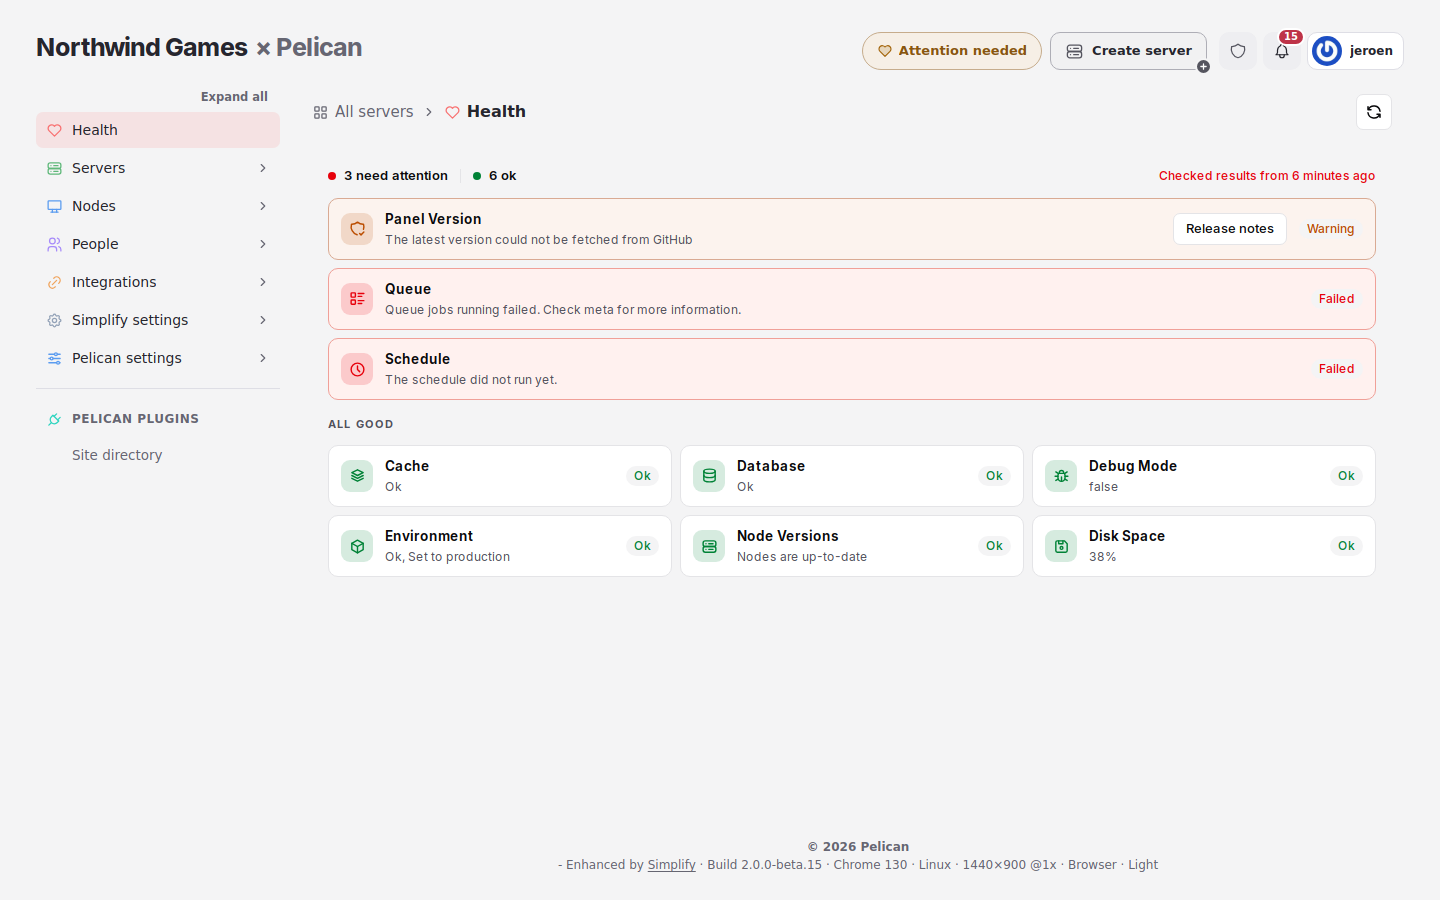 Northwind Games × Pelican
Attention needed
Create server
15
jeroen
Expand all
Health
Servers
Nodes
People
Integrations
Simplify settings
Pelican settings
PELICAN PLUGINS
Site directory
All servers > Health
3 need attention
6 ok
Checked results from 6 minutes ago
Panel Version
The latest version could not be fetched from GitHub
Release notes
Warning
Queue
Queue jobs running failed. Check meta for more information.
Failed
Schedule
The schedule did not run yet.
Failed
ALL GOOD
Cache
Ok
Ok
Database
Ok
Ok
Debug Mode
false
Ok
Environment
Ok, Set to production
Ok
Node Versions
Nodes are up-to-date
Ok
Disk Space
38%
Ok
© 2026 Pelican
- Enhanced by Simplify · Build 2.0.0-beta.15 · Chrome 130 · Linux · 1440×900 @1x · Browser · Light